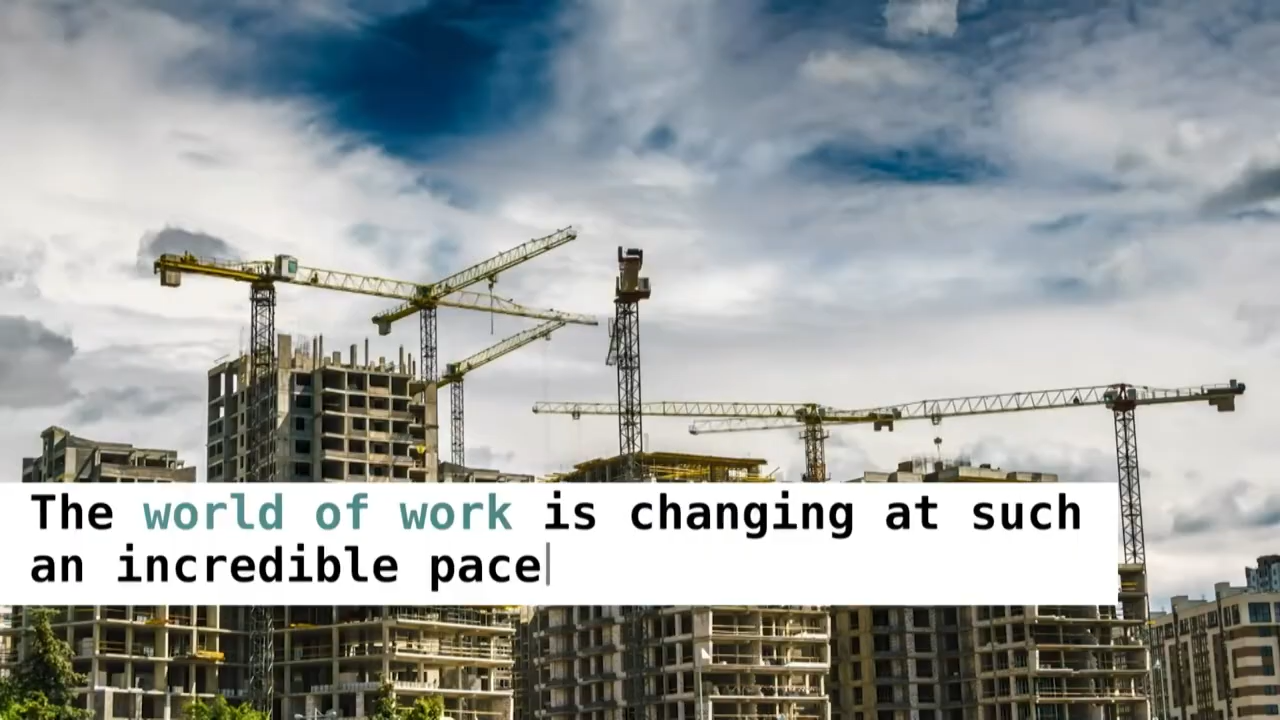 The world of work is changing at such
an incredible pace